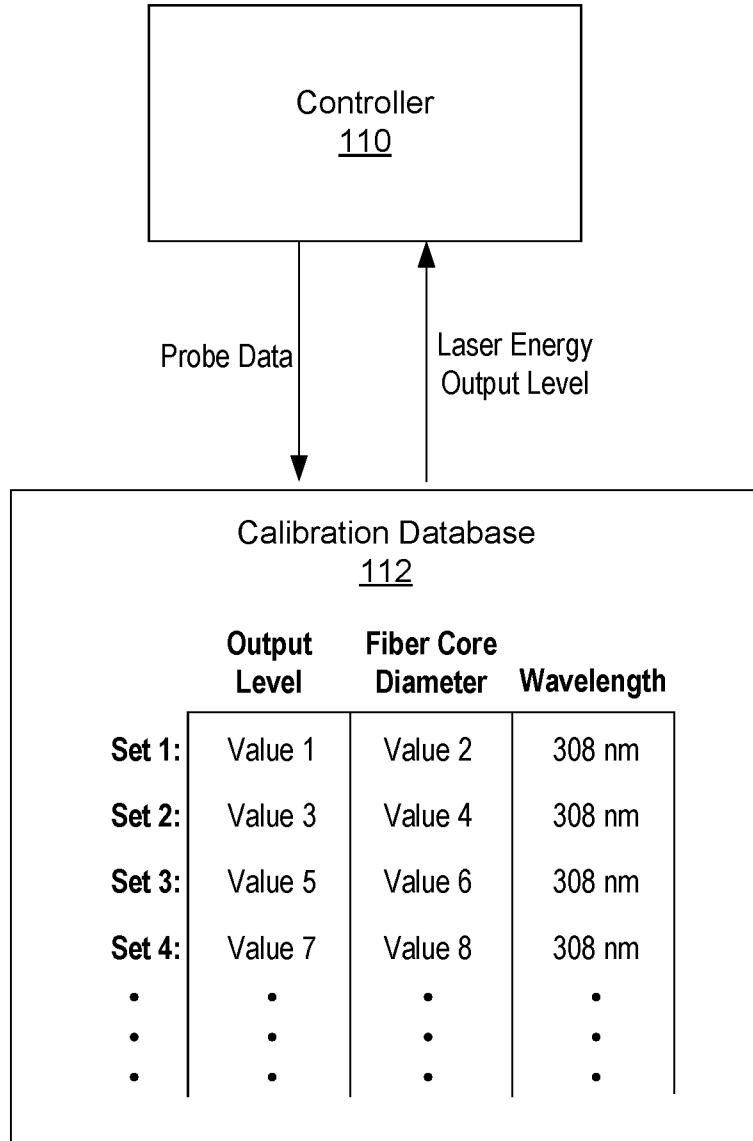 Controller
110
Probe Data
Laser Energy
Output Level
Calibration Database
112
Output Level Fiber Core Diameter Wavelength
Set 1: Value 1 Value 2 308 nm
Set 2: Value 3 Value 4 308 nm
Set 3: Value 5 Value 6 308 nm
Set 4: Value 7 Value 8 308 nm